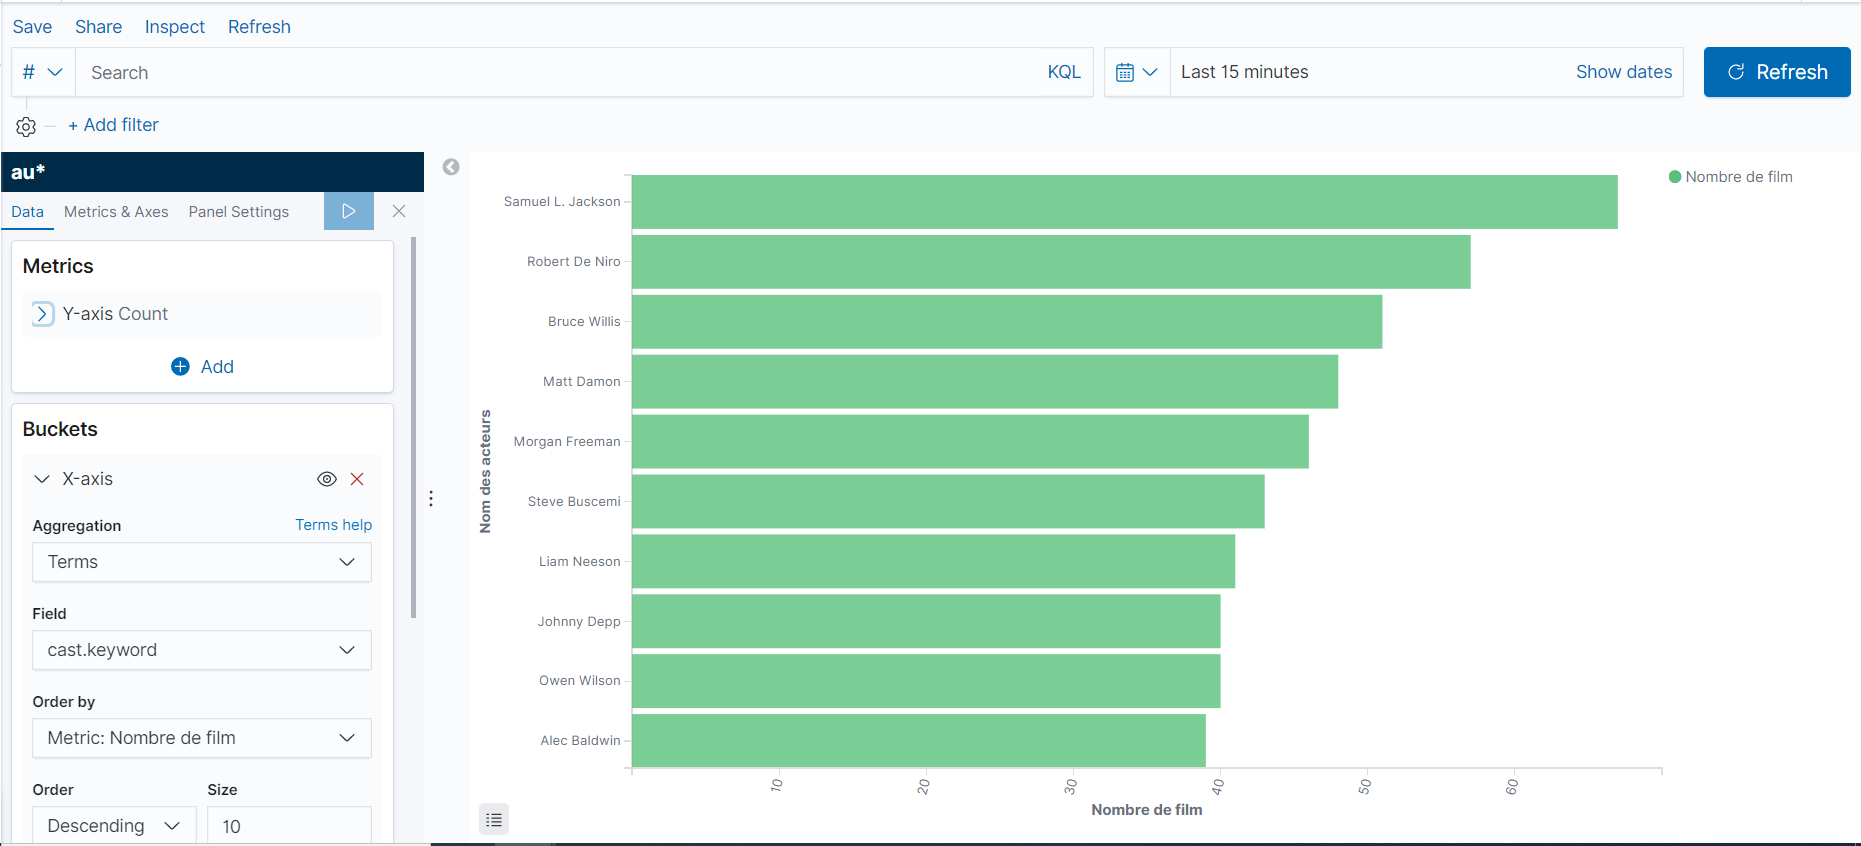 Save Share Inspect Refresh
# Search KQL Last 15 minutes Show dates Refresh
+ Add filter
au*
Data Metrics & Axes Panel Settings
Metrics
Y-axis Count
Add
Buckets
X-axis
Aggregation Terms help
Terms
Field
cast.keyword
Order by
Metric: Nombre de film
Order Size
Descending 10
Nom des acteurs
Samuel L. Jackson
Robert De Niro
Bruce Willis
Matt Damon
Morgan Freeman
Steve Buscemi
Liam Neeson
Johnny Depp
Owen Wilson
Alec Baldwin
10 20 30 40 50 60
Nombre de film
Nombre de film